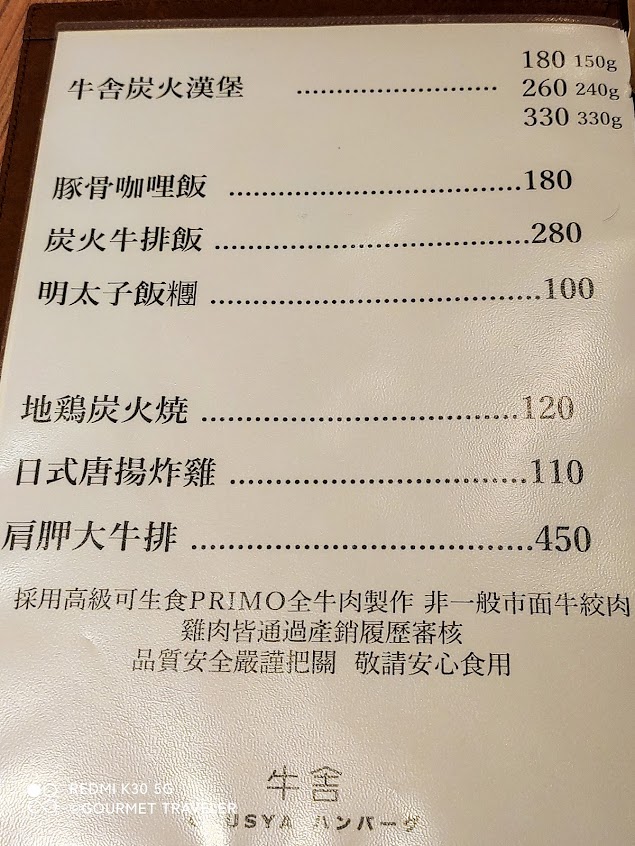 180 150g
牛舎炭火漢堡 ........................ 260 240g
330 330g
豚骨咖哩飯 ........................180
炭火牛排飯 ........................280
明太子飯糰 ........................100
地鶏炭火焼 ........................120
日式唐揚炸雞 ........................110
肩胛大牛排 ........................450
採用高級可生食PRIMO全牛肉製作 非一般市面牛絞肉
雞肉皆通過產銷履歷審核
品質安全嚴謹把關 敬請安心食用
牛舎
USYA ハンバーグ
REDMI K30 5G
GOURMET TRAVELER